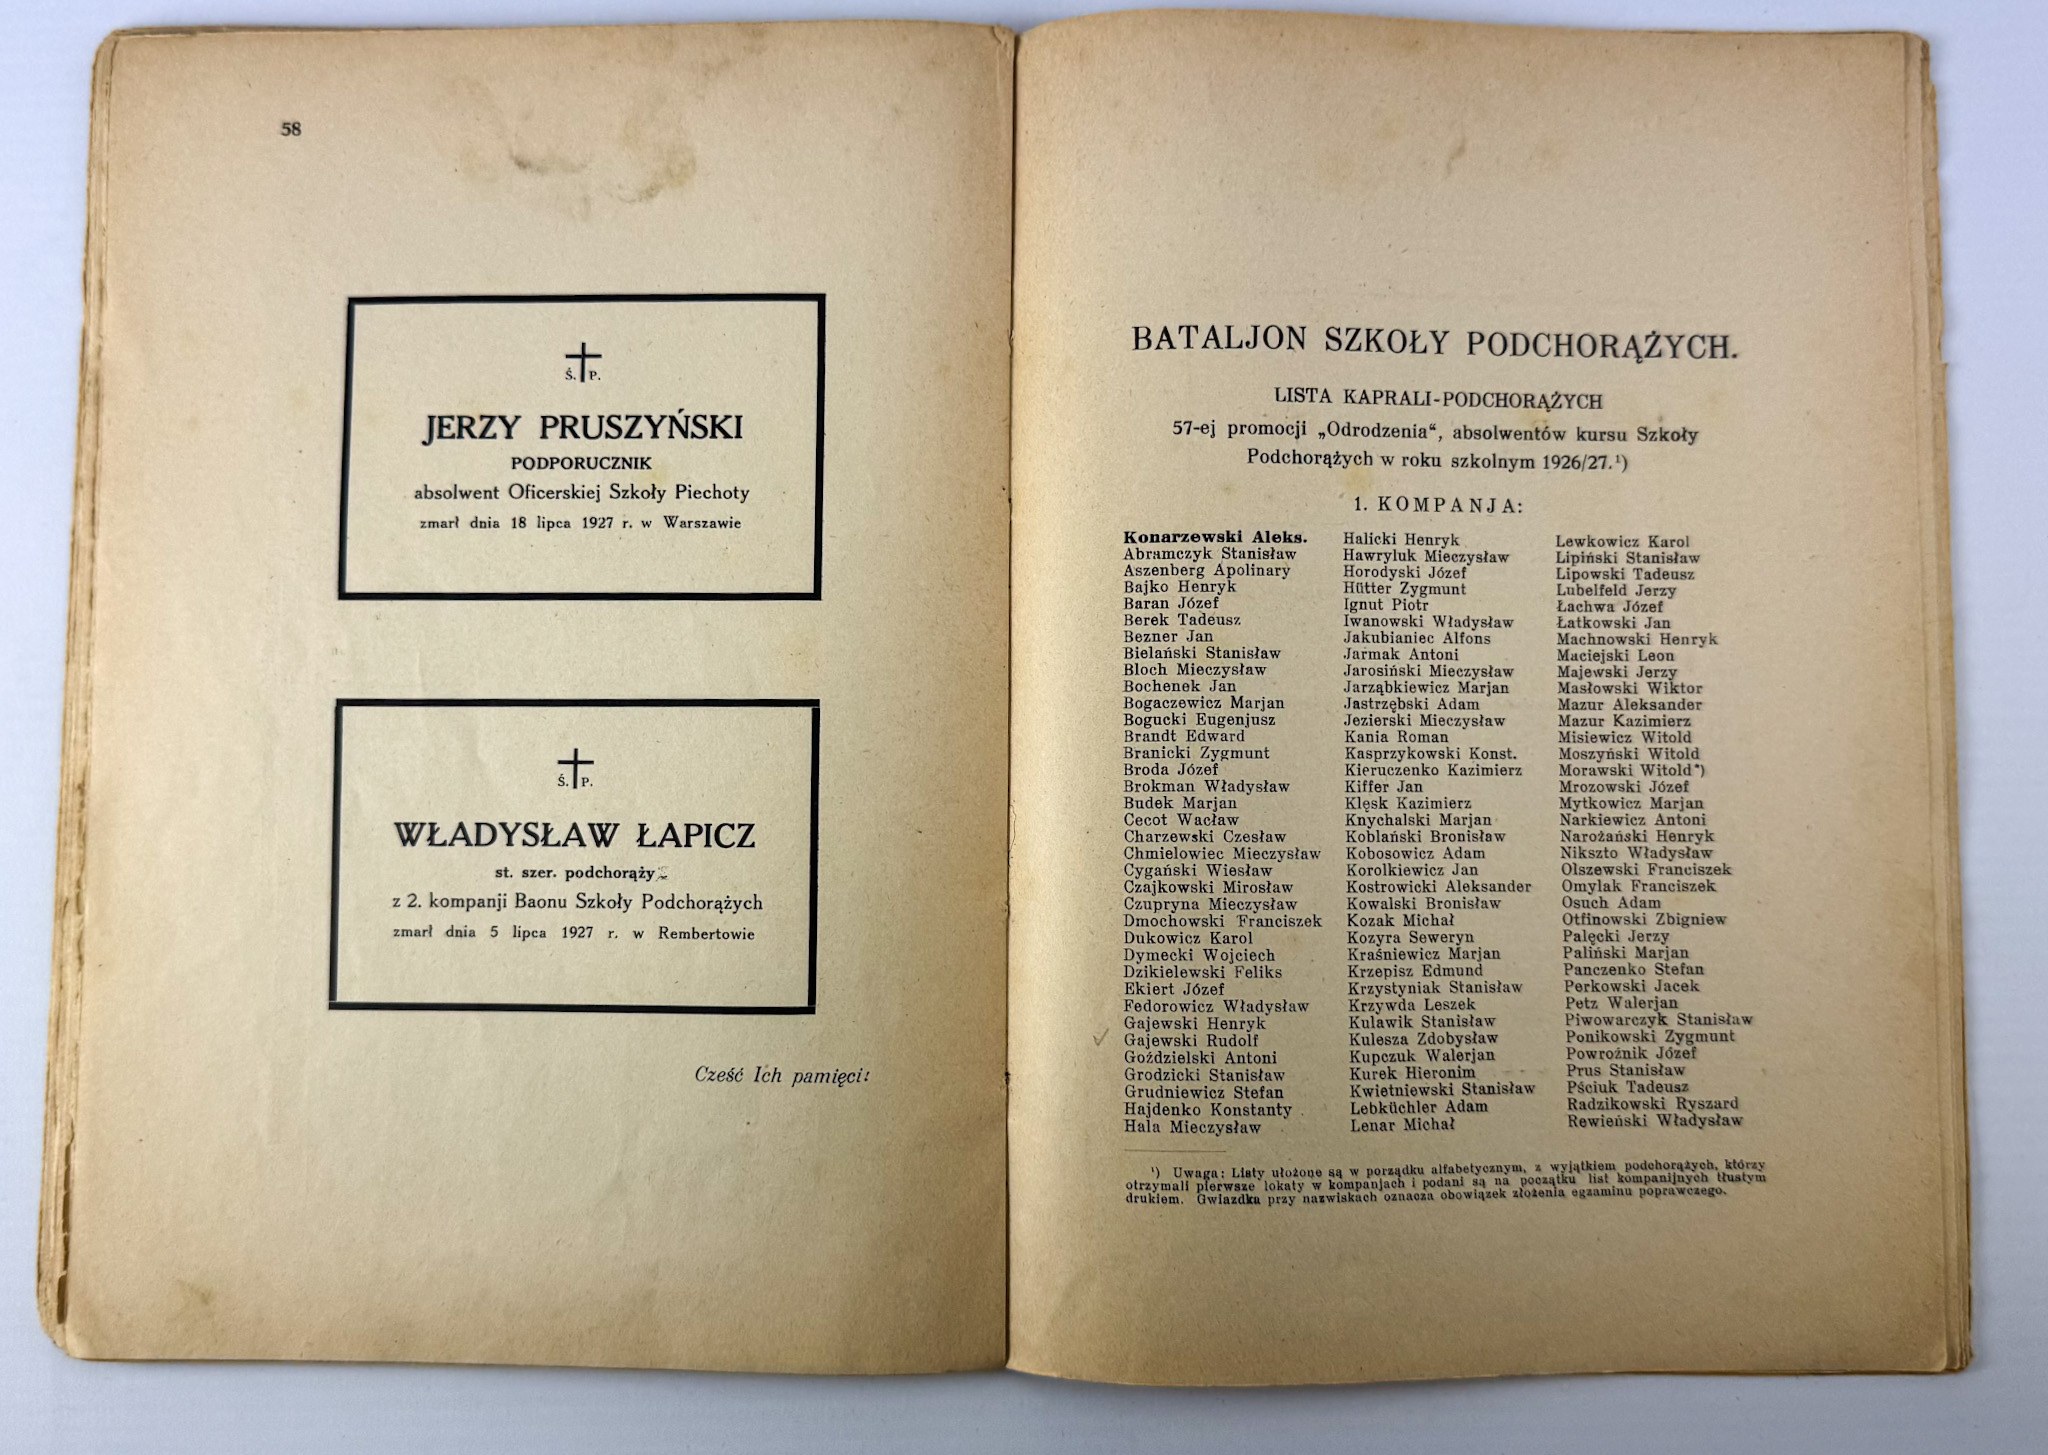 58
Ś. P.
JERZY PRUSZYŃSKI
PODPORUCZNIK
absolwent Oficerskiej Szkoły Piechoty
zmarł dnia 18 lipca 1927 r. w Warszawie
Ś. P.
WŁADYSŁAW ŁAPICZ
st. szer. podchorąży
z 2. kompanji Baonu Szkoły Podchorążych
zmarł dnia 5 lipca 1927 r. w Rembertowie
Cześć Ich pamięci!
BATALJON SZKOŁY PODCHORĄŻYCH.
LISTA KAPRALI-PODCHORĄŻYCH
57-ej promocji „Odrodzenia“, absolwentów kursu Szkoły
Podchorążych w roku szkolnym 1926/27.¹)
1. KOMPANJA:
Konarzewski Aleks.
Abramczyk Stanisław
Aszenberg Apolinary
Bajko Henryk
Baran Józef
Berek Tadeusz
Bezner Jan
Bielański Stanisław
Bloch Mieczysław
Bochenek Jan
Bogaczewicz Marjan
Bogucki Eugenjusz
Brandt Edward
Branicki Zygmunt
Broda Józef
Brokman Władysław
Budek Marjan
Cecot Wacław
Charzewski Czesław
Chmielowiec Mieczysław
Cygański Wiesław
Czajkowski Mirosław
Czupryna Mieczysław
Dmochowski Franciszek
Dukowicz Karol
Dymecki Wojciech
Dzikielewski Feliks
Ekiert Józef
Fedorowicz Władysław
Gajewski Henryk
Gajewski Rudolf
Goździelski Antoni
Grodzicki Stanisław
Grudniewicz Stefan
Hajdenko Konstanty
Hala Mieczysław
Halicki Henryk
Hawryluk Mieczysław
Horodyski Józef
Hütter Zygmunt
Ignut Piotr
Iwanowski Władysław
Jakubianiec Alfons
Jarmak Antoni
Jarosiński Mieczysław
Jarząbkiewicz Marjan
Jastrzębski Adam
Jezierski Mieczysław
Kania Roman
Kasprzykowski Konst.
Kieruczenko Kazimierz
Kiffer Jan
Klęsk Kazimierz
Knychalski Marjan
Koblański Bronisław
Kobosowicz Adam
Korolkiewicz Jan
Kostrowicki Aleksander
Kowalski Bronisław
Kozak Michał
Kozyra Seweryn
Kraśniewicz Marjan
Krzepisz Edmund
Krzystyniak Stanisław
Krzywda Leszek
Kulawik Stanisław
Kulesza Zdobysław
Kupczuk Walerjan
Kurek Hieronim
Kwietniewski Stanisław
Lebküchler Adam
Lenar Michał
Lewkowicz Karol
Lipiński Stanisław
Lipowski Tadeusz
Lubelfeld Jerzy
Łachwa Józef
Łatkowski Jan
Machnowski Henryk
Maciejski Leon
Majewski Jerzy
Masłowski Wiktor
Mazur Aleksander
Mazur Kazimierz
Misiewicz Witold
Moszyński Witold
Morawski Witold*)
Mrozowski Józef
Mytkowicz Marjan
Narkiewicz Antoni
Narożański Henryk
Nikszto Władysław
Olszewski Franciszek
Omylak Franciszek
Osuch Adam
Otfinowski Zbigniew
Palęcki Jerzy
Paliński Marjan
Panczenko Stefan
Perkowski Jacek
Petz Walerjan
Piwowarczyk Stanisław
Ponikowski Zygmunt
Powroźnik Józef
Prus Stanisław
Pściuk Tadeusz
Radzikowski Ryszard
Rewieński Władysław
¹) Uwaga: Listy ułożone są w porządku alfabetycznym, z wyjątkiem podchorążych, którzy
otrzymali pierwsze lokaty w kompanjach i podani są na początku list kompanijnych tłustym
drukiem. Gwiazdka przy nazwiskach oznacza obowiązek złożenia egzaminu poprawczego.